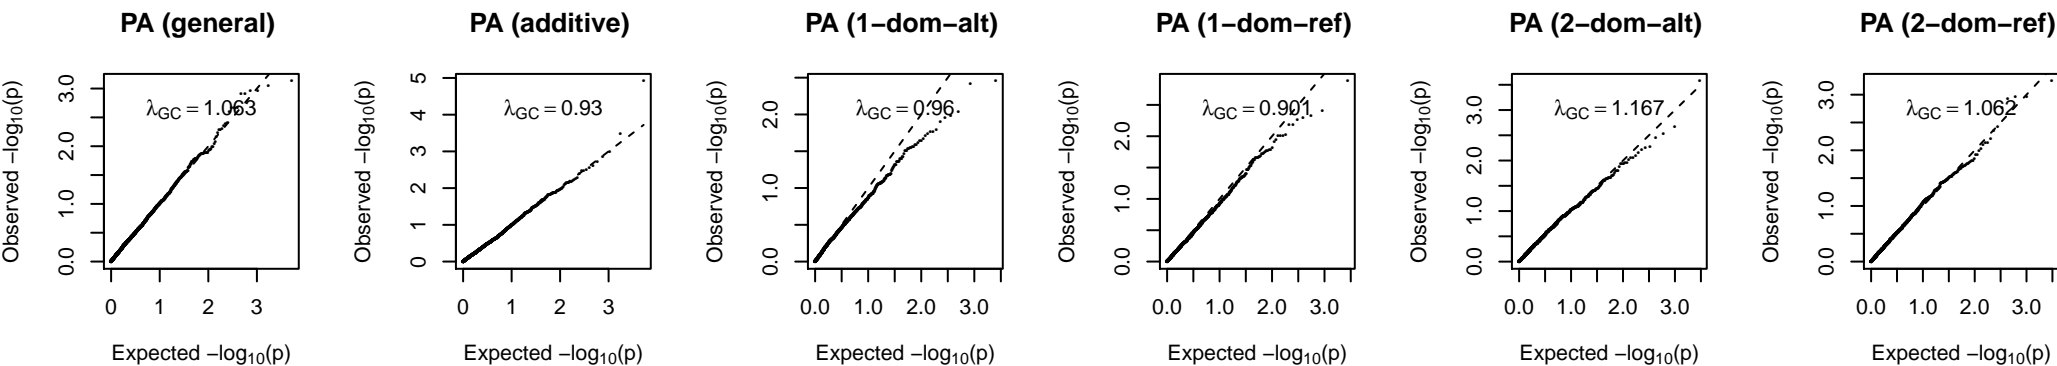 PA (general)
Observed −log10(p)
0.0 1.0 2.0 3.0
λGC = 1.063
0 1 2 3
Expected −log10(p)
PA (additive)
Observed −log10(p)
0 1 2 3 4 5
λGC = 0.93
0 1 2 3
Expected −log10(p)
PA (1−dom−alt)
Observed −log10(p)
0.0 1.0 2.0
λGC = 0.96
0.0 1.0 2.0 3.0
Expected −log10(p)
PA (1−dom−ref)
Observed −log10(p)
0.0 1.0 2.0
λGC = 0.901
0.0 1.0 2.0 3.0
Expected −log10(p)
PA (2−dom−alt)
Observed −log10(p)
0.0 1.0 2.0 3.0
λGC = 1.167
0.0 1.0 2.0 3.0
Expected −log10(p)
PA (2−dom−ref)
Observed −log10(p)
0.0 1.0 2.0 3.0
λGC = 1.062
0.0 1.0 2.0 3.0
Expected −log10(p)